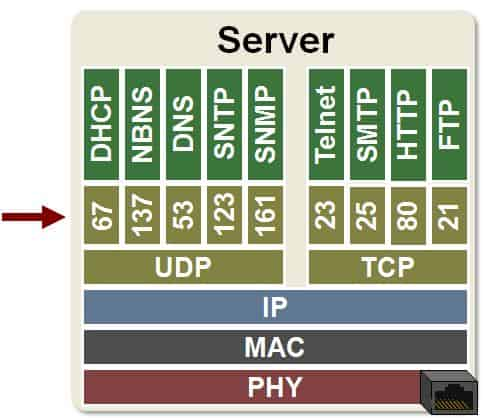 Server
DHCP NBNS DNS SNTP SNMP Telnet SMTP HTTP FTP
67 137 53 123 161 23 25 80 21
UDP TCP
IP
MAC
PHY